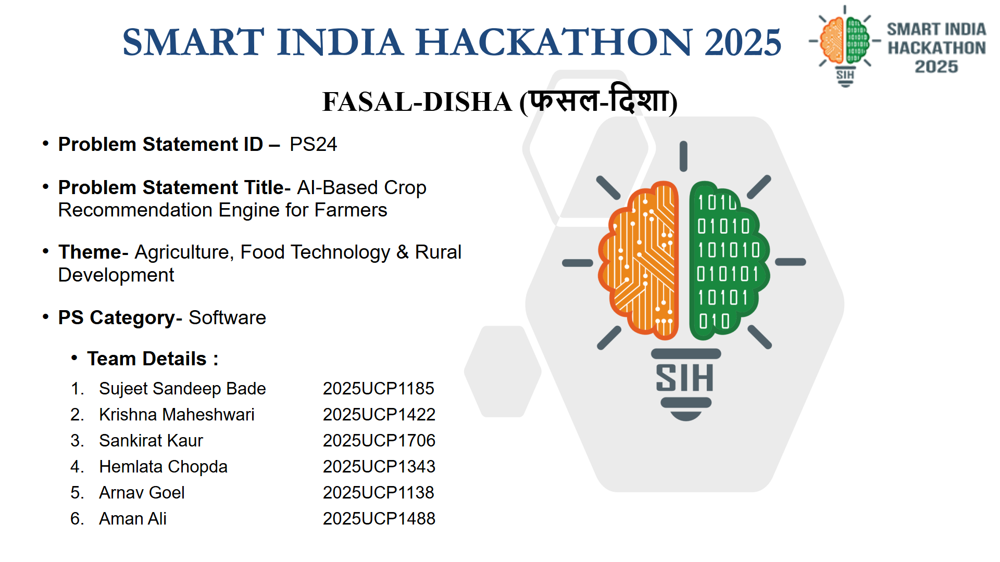 SMART INDIA HACKATHON 2025
SMART INDIA
HACKATHON
2025
SIH
FASAL-DISHA (फसल-दिशा)
• Problem Statement ID – PS24
• Problem Statement Title- AI-Based Crop
Recommendation Engine for Farmers
• Theme- Agriculture, Food Technology & Rural
Development
• PS Category- Software
• Team Details :
1. Sujeet Sandeep Bade 2025UCP1185
2. Krishna Maheshwari 2025UCP1422
3. Sankirat Kaur 2025UCP1706
4. Hemlata Chopda 2025UCP1343
5. Arnav Goel 2025UCP1138
6. Aman Ali 2025UCP1488
1010
01010
101010
010101
10101
010
SIH